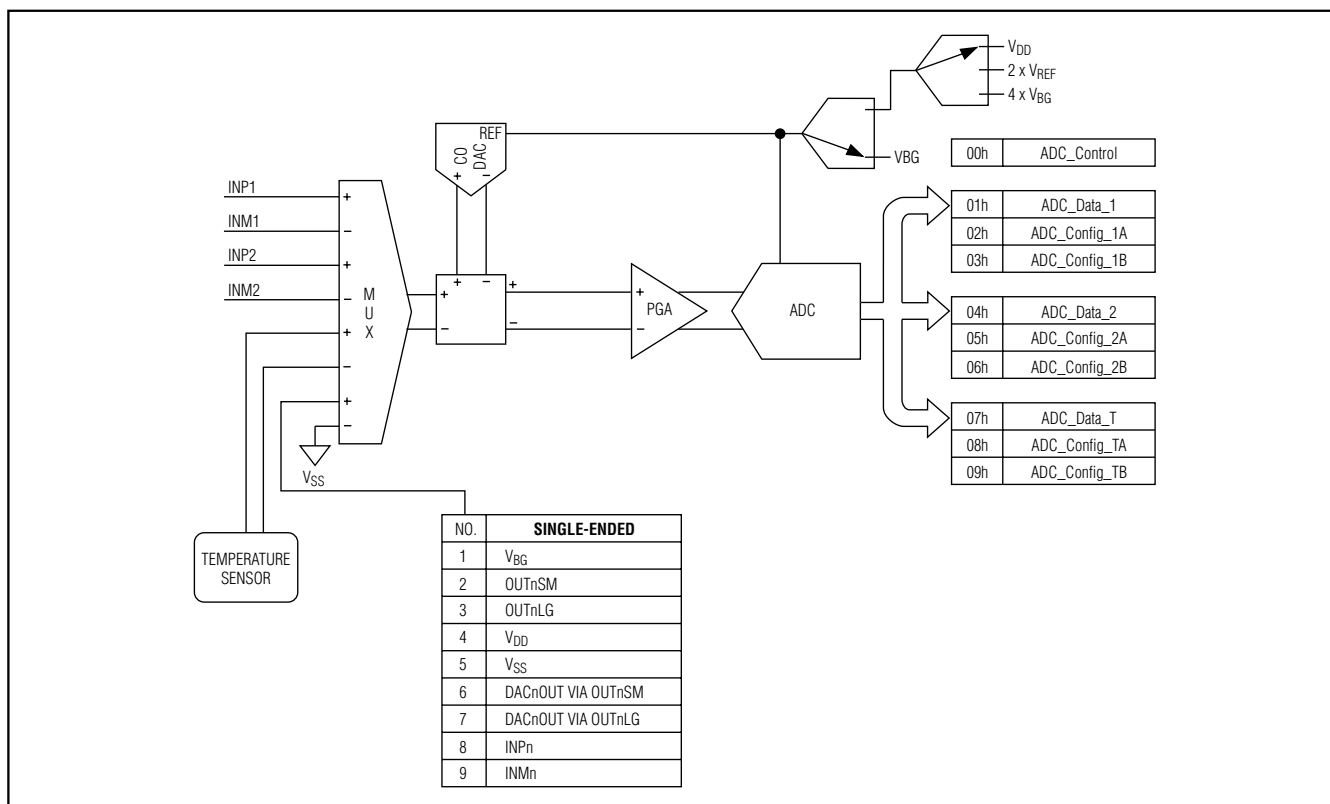 VDD
2 x VREF
4 x VBG
REF
CO DAC
+ −
VBG
00h ADC_Control
INP1
INM1
INP2
INM2
+
−
+
−
+
−
+
−
MUX
+ −
+
−
+
−
+
−
PGA
ADC
01h ADC_Data_1
02h ADC_Config_1A
03h ADC_Config_1B
04h ADC_Data_2
05h ADC_Config_2A
06h ADC_Config_2B
07h ADC_Data_T
08h ADC_Config_TA
09h ADC_Config_TB
VSS
TEMPERATURE
SENSOR
NO. SINGLE-ENDED
1 VBG
2 OUTnSM
3 OUTnLG
4 VDD
5 VSS
6 DACnOUT VIA OUTnSM
7 DACnOUT VIA OUTnLG
8 INPn
9 INMn